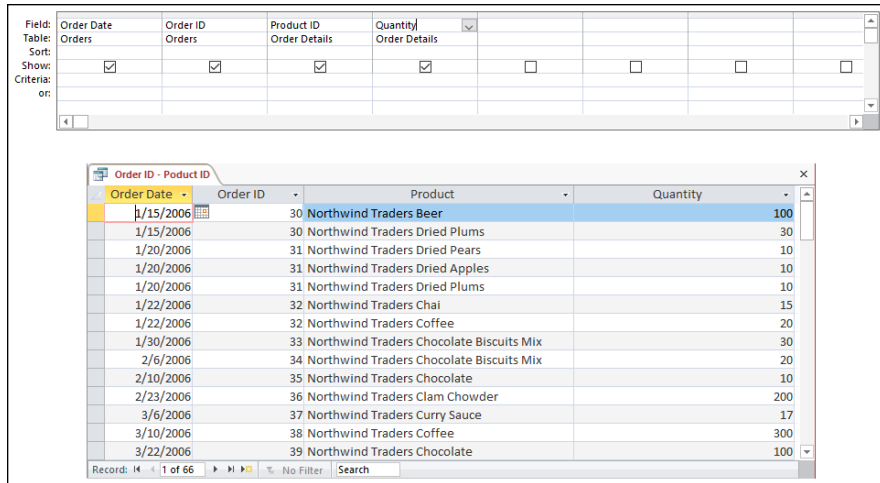 Field: Order Date Order ID Product ID Quantity
Table: Orders Orders Order Details Order Details
Sort:
Show:
Criteria:
or:
Order ID - Poduct ID
Order Date Order ID Product Quantity
1/15/2006 30 Northwind Traders Beer 100
1/15/2006 30 Northwind Traders Dried Plums 30
1/20/2006 31 Northwind Traders Dried Pears 10
1/20/2006 31 Northwind Traders Dried Apples 10
1/20/2006 31 Northwind Traders Dried Plums 10
1/22/2006 32 Northwind Traders Chai 15
1/22/2006 32 Northwind Traders Coffee 20
1/30/2006 33 Northwind Traders Chocolate Biscuits Mix 30
2/6/2006 34 Northwind Traders Chocolate Biscuits Mix 20
2/10/2006 35 Northwind Traders Chocolate 10
2/23/2006 36 Northwind Traders Clam Chowder 200
3/6/2006 37 Northwind Traders Curry Sauce 17
3/10/2006 38 Northwind Traders Coffee 300
3/22/2006 39 Northwind Traders Chocolate 100
Record: 1 of 66 No Filter Search